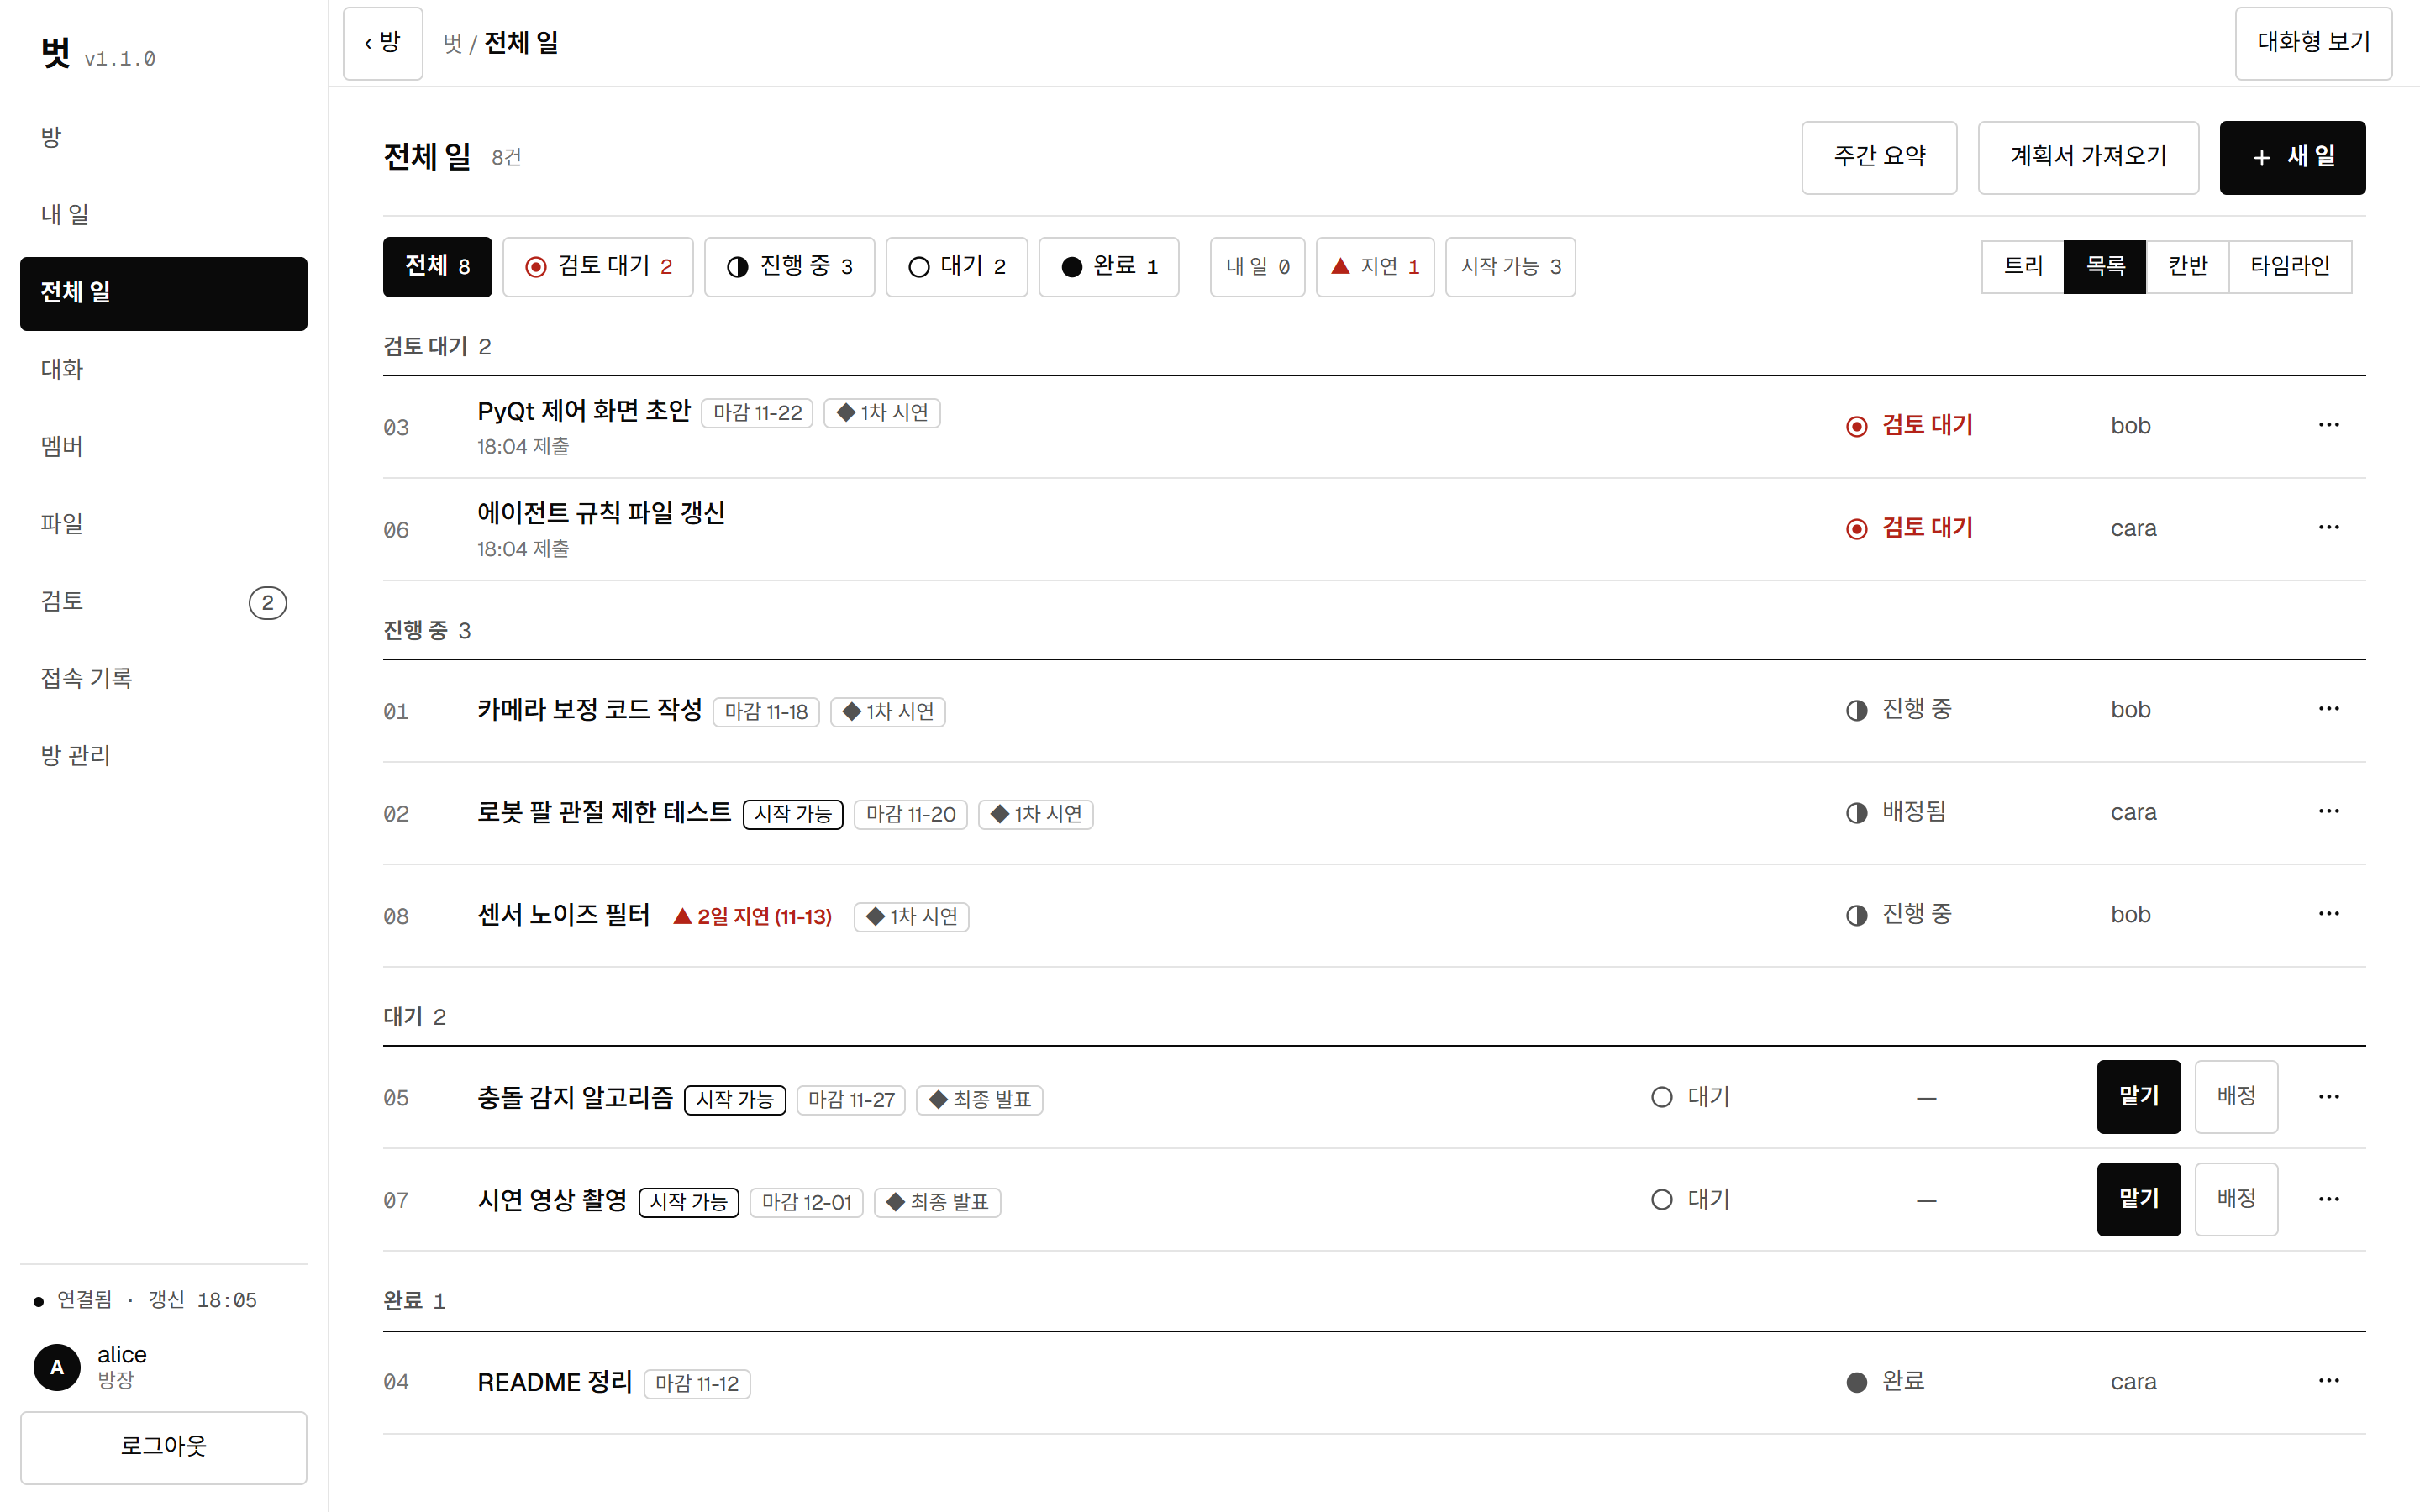 벗 v1.1.0
방
내 일
전체 일
대화
멤버
파일
검토 2
접속 기록
방 관리
연결됨 · 갱신 18:05
A
alice
방장
로그아웃
‹ 방
벗 / 전체 일
대화형 보기
전체 일 8건
주간 요약
계획서 가져오기
+ 새 일
전체 8
검토 대기 2
진행 중 3
대기 2
완료 1
내 일 0
지연 1
시작 가능 3
트리
목록
칸반
타임라인
검토 대기 2
03 PyQt 제어 화면 초안 마감 11-22 ◆ 1차 시연 검토 대기 bob ···
18:04 제출
06 에이전트 규칙 파일 갱신 검토 대기 cara ···
18:04 제출
진행 중 3
01 카메라 보정 코드 작성 마감 11-18 ◆ 1차 시연 진행 중 bob ···
02 로봇 팔 관절 제한 테스트 시작 가능 마감 11-20 ◆ 1차 시연 배정됨 cara ···
08 센서 노이즈 필터 ▲ 2일 지연 (11-13) ◆ 1차 시연 진행 중 bob ···
대기 2
05 충돌 감지 알고리즘 시작 가능 마감 11-27 ◆ 최종 발표 대기 — 맡기 배정 ···
07 시연 영상 촬영 시작 가능 마감 12-01 ◆ 최종 발표 대기 — 맡기 배정 ···
완료 1
04 README 정리 마감 11-12 완료 cara ···